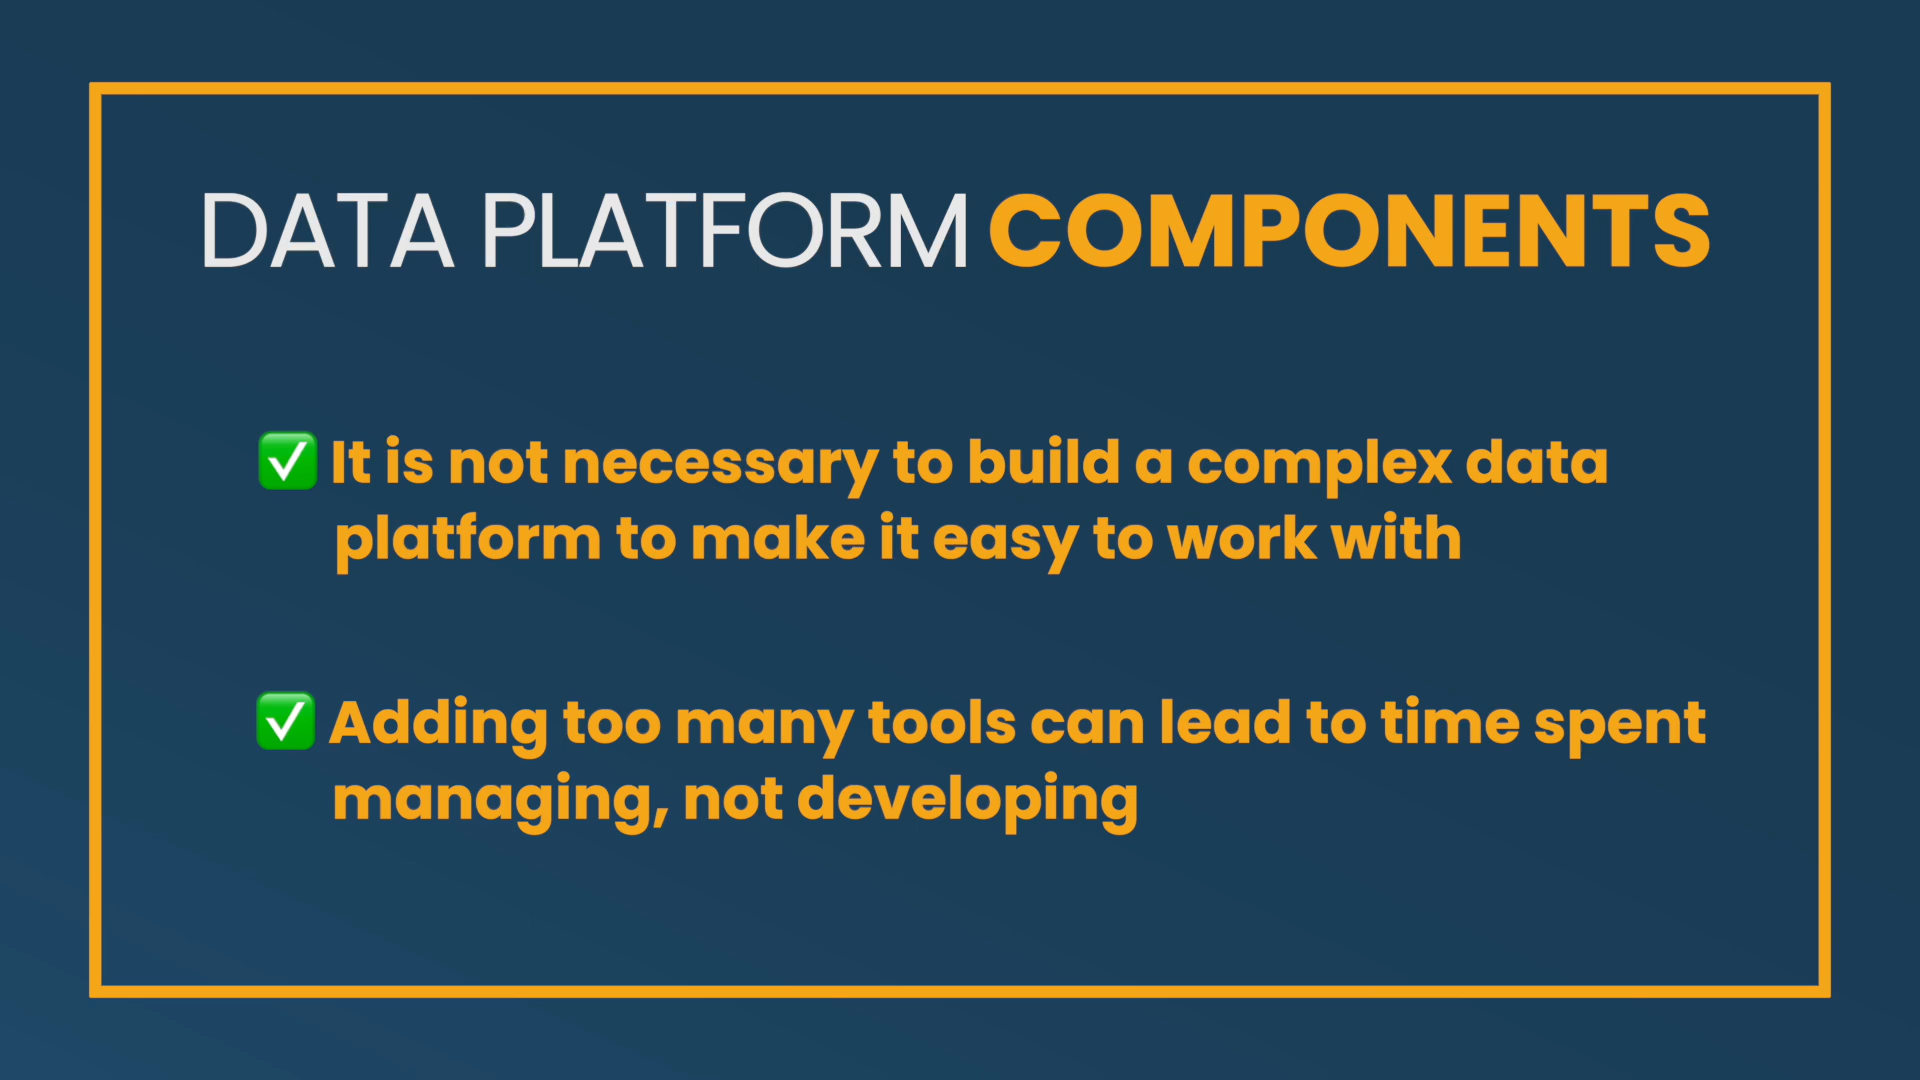 DATA PLATFORM COMPONENTS
✅ It is not necessary to build a complex data
platform to make it easy to work with
✅ Adding too many tools can lead to time spent
managing, not developing